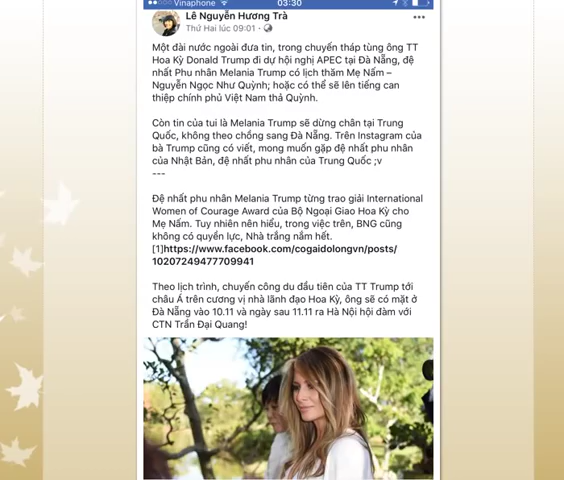 Vinaphone
03:30
Lê Nguyễn Hương Trà
Thứ Hai lúc 09:01 ·
Một đài nước ngoài đưa tin, trong chuyến tháp tùng ông TT
Hoa Kỳ Donald Trump đi dự hội nghị APEC tại Đà Nẵng, đệ
nhất Phu nhân Melania Trump có lịch thăm Mẹ Nấm –
Nguyễn Ngọc Như Quỳnh; hoặc có thể sẽ lên tiếng can
thiệp chính phủ Việt Nam thả Quỳnh.
Còn tin của tui là Melania Trump sẽ dừng chân tại Trung
Quốc, không theo chồng sang Đà Nẵng. Trên Instagram của
bà Trump cũng có viết, mong muốn gặp đệ nhất phu nhân
của Nhật Bản, đệ nhất phu nhân của Trung Quốc ;v
---
Đệ nhất phu nhân Melania Trump từng trao giải International
Women of Courage Award của Bộ Ngoại Giao Hoa Kỳ cho
Mẹ Nấm. Tuy nhiên nên hiểu, trong việc trên, BNG cũng
không có quyền lực, Nhà trắng nắm hết.
[1]https://www.facebook.com/cogaidolongvn/posts/
10207249477709941
Theo lịch trình, chuyến công du đầu tiên của TT Trump tới
châu Á trên cương vị nhà lãnh đạo Hoa Kỳ, ông sẽ có mặt ở
Đà Nẵng vào 10.11 và ngày sau 11.11 ra Hà Nội hội đàm với
CTN Trần Đại Quang!